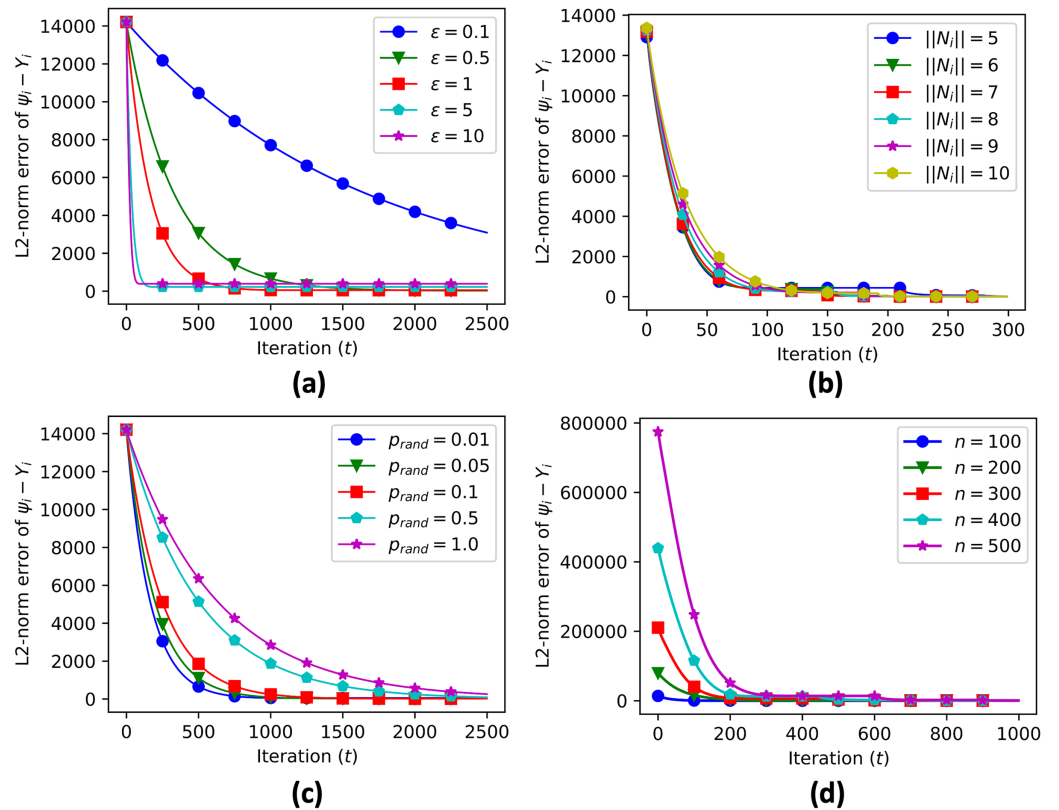 14000
12000
10000
8000
6000
4000
2000
0
L2-norm error of ψi − Yi
ε = 0.1
ε = 0.5
ε = 1
ε = 5
ε = 10
0 500 1000 1500 2000 2500
Iteration (t)
(a)
14000
12000
10000
8000
6000
4000
2000
0
L2-norm error of ψi − Yi
||Ni|| = 5
||Ni|| = 6
||Ni|| = 7
||Ni|| = 8
||Ni|| = 9
||Ni|| = 10
0 50 100 150 200 250 300
Iteration (t)
(b)
14000
12000
10000
8000
6000
4000
2000
0
L2-norm error of ψi − Yi
prand = 0.01
prand = 0.05
prand = 0.1
prand = 0.5
prand = 1.0
0 500 1000 1500 2000 2500
Iteration (t)
(c)
800000
600000
400000
200000
0
L2-norm error of ψi − Yi
n = 100
n = 200
n = 300
n = 400
n = 500
0 200 400 600 800 1000
Iteration (t)
(d)